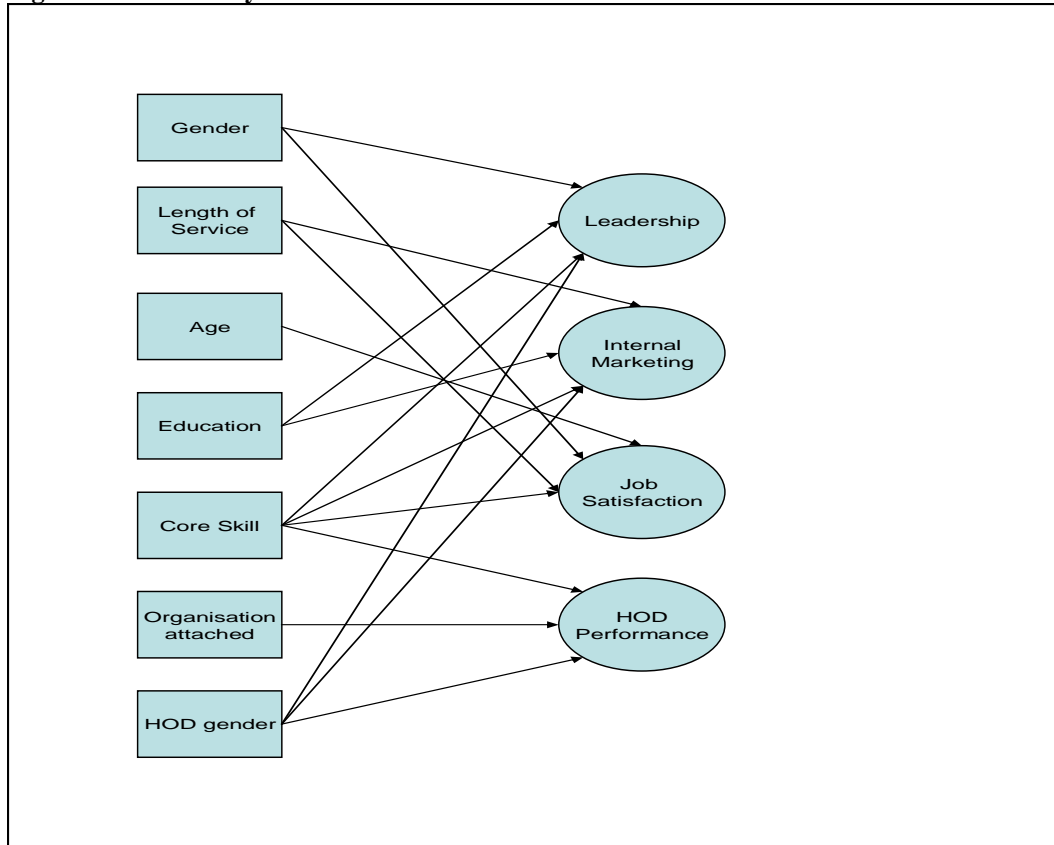 Gender
Length of
Service
Age
Education
Core Skill
Organisation
attached
HOD gender
Leadership
Internal
Marketing
Job
Satisfaction
HOD
Performance